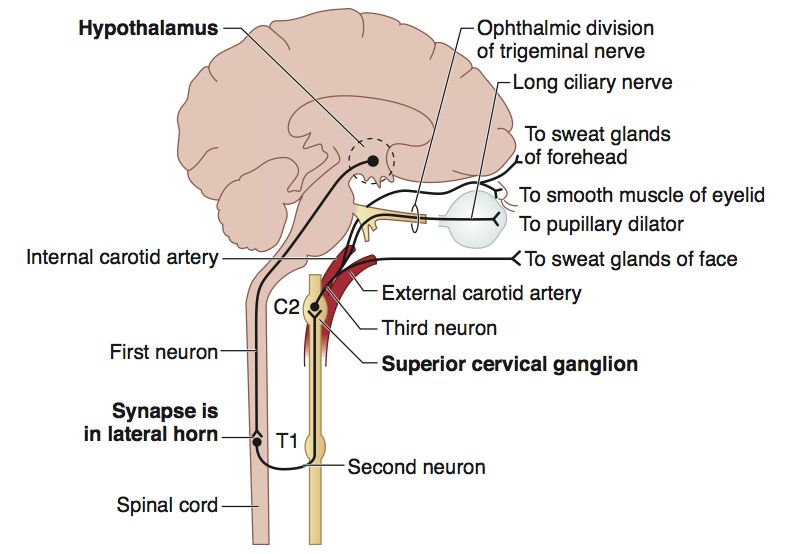 Hypothalamus
Ophthalmic division
of trigeminal nerve
Long ciliary nerve
To sweat glands
of forehead
To smooth muscle of eyelid
To pupillary dilator
Internal carotid artery
To sweat glands of face
External carotid artery
C2
Third neuron
First neuron
Superior cervical ganglion
Synapse is
in lateral horn
T1
Second neuron
Spinal cord